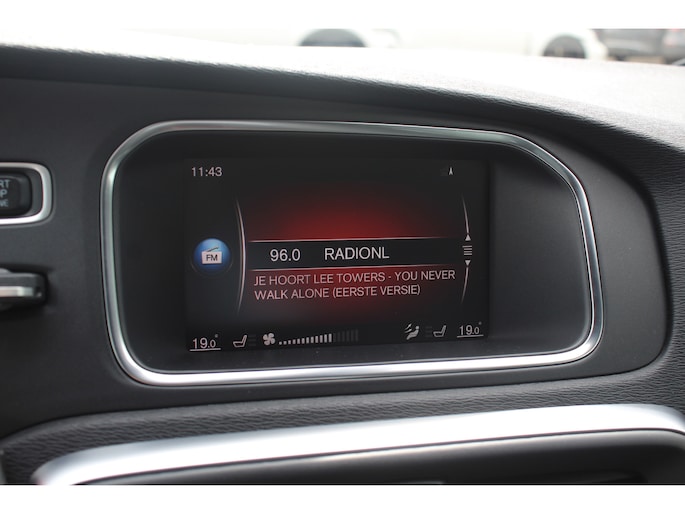 11:43
96.0 RADIONL
FM
JE HOORT LEE TOWERS - YOU NEVER
WALK ALONE (EERSTE VERSIE)
19.0° 19.0°